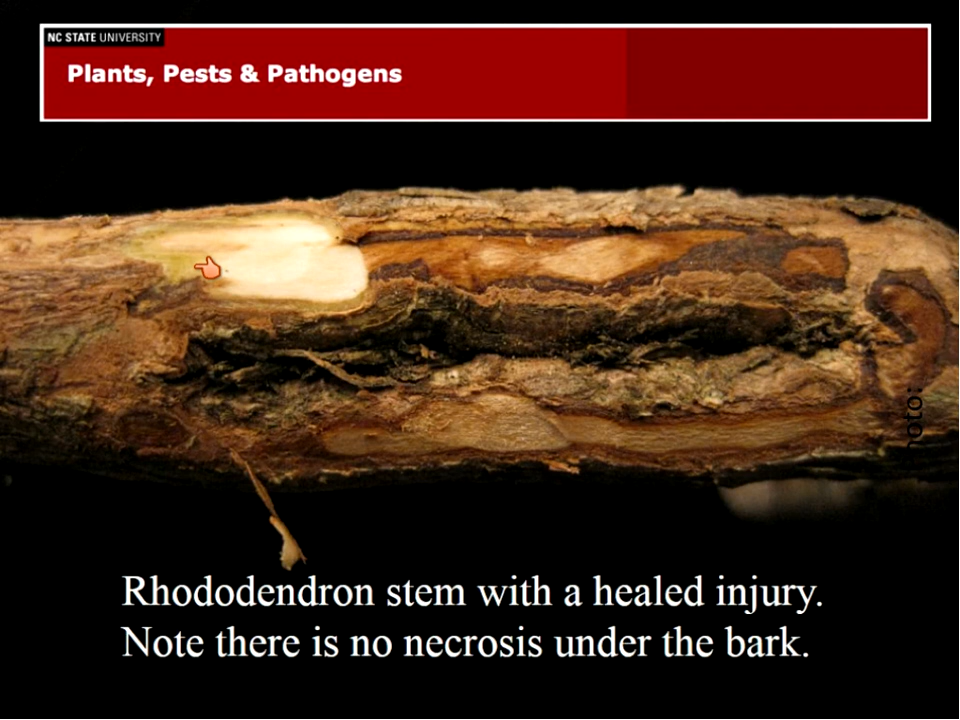 NC STATE UNIVERSITY
Plants, Pests & Pathogens
Rhododendron stem with a healed injury.
Note there is no necrosis under the bark.